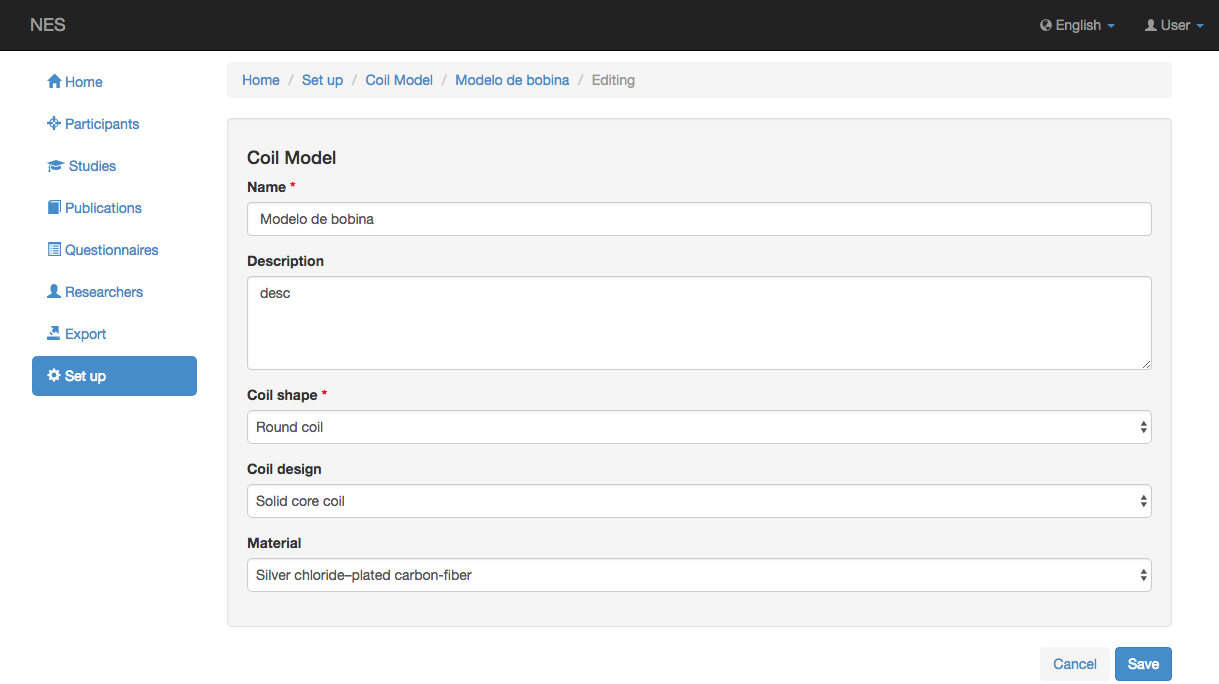 NES English User
Home
Participants
Studies
Publications
Questionnaires
Researchers
Export
Set up
Home / Set up / Coil Model / Modelo de bobina / Editing
Coil Model
Name *
Modelo de bobina
Description
desc
Coil shape *
Round coil
Coil design
Solid core coil
Material
Silver chloride–plated carbon-fiber
Cancel Save